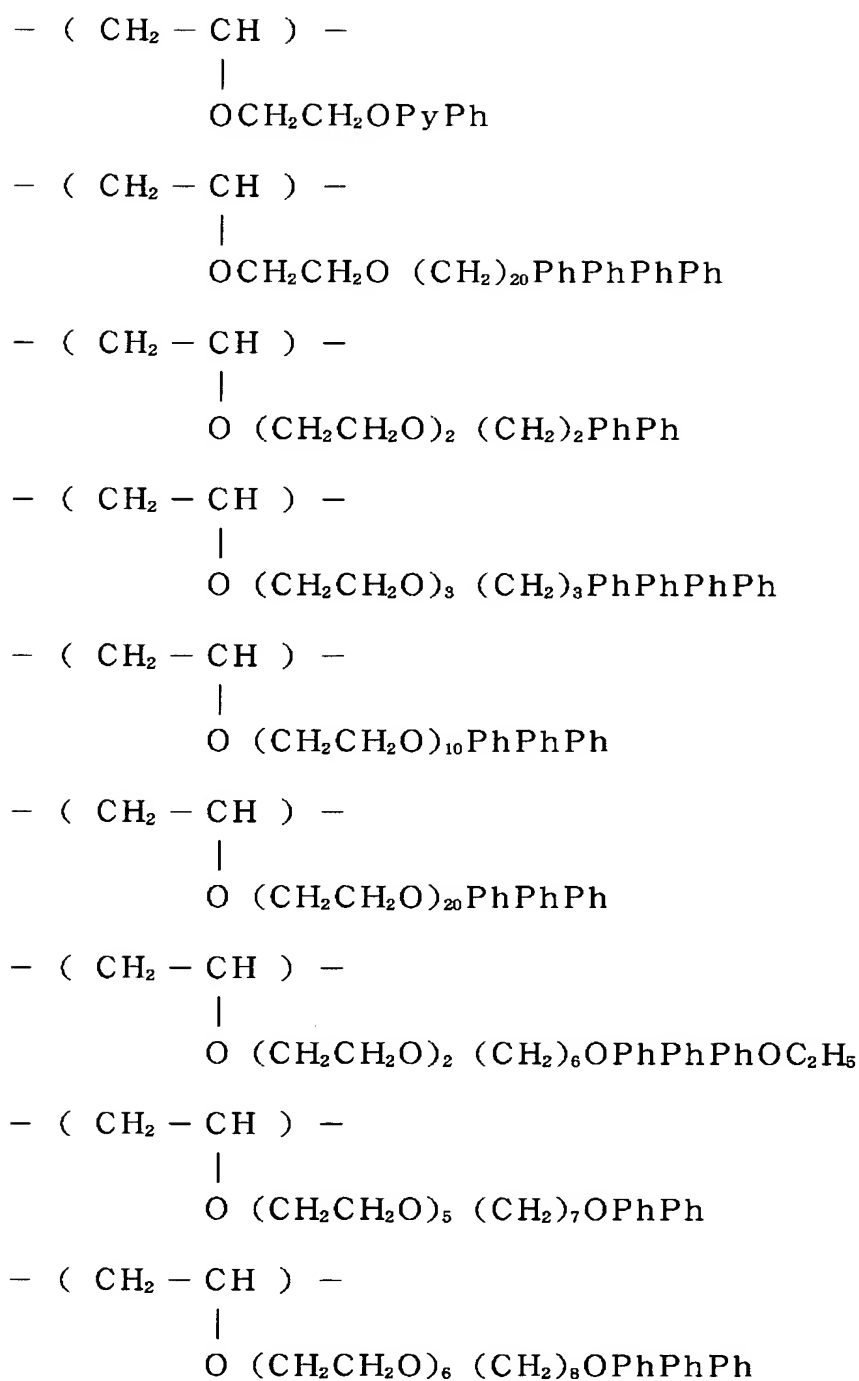 − ( CH₂ − CH ) −
|
OCH₂CH₂OPyPh
− ( CH₂ − CH ) −
|
OCH₂CH₂O (CH₂)₂₀PhPhPhPh
− ( CH₂ − CH ) −
|
O (CH₂CH₂O)₂ (CH₂)₂PhPh
− ( CH₂ − CH ) −
|
O (CH₂CH₂O)₃ (CH₂)₃PhPhPhPh
− ( CH₂ − CH ) −
|
O (CH₂CH₂O)₁₀PhPhPh
− ( CH₂ − CH ) −
|
O (CH₂CH₂O)₂₀PhPhPh
− ( CH₂ − CH ) −
|
O (CH₂CH₂O)₂ (CH₂)₆OPhPhPhOC₂H₅
− ( CH₂ − CH ) −
|
O (CH₂CH₂O)₅ (CH₂)₇OPhPh
− ( CH₂ − CH ) −
|
O (CH₂CH₂O)₆ (CH₂)₈OPhPhPh